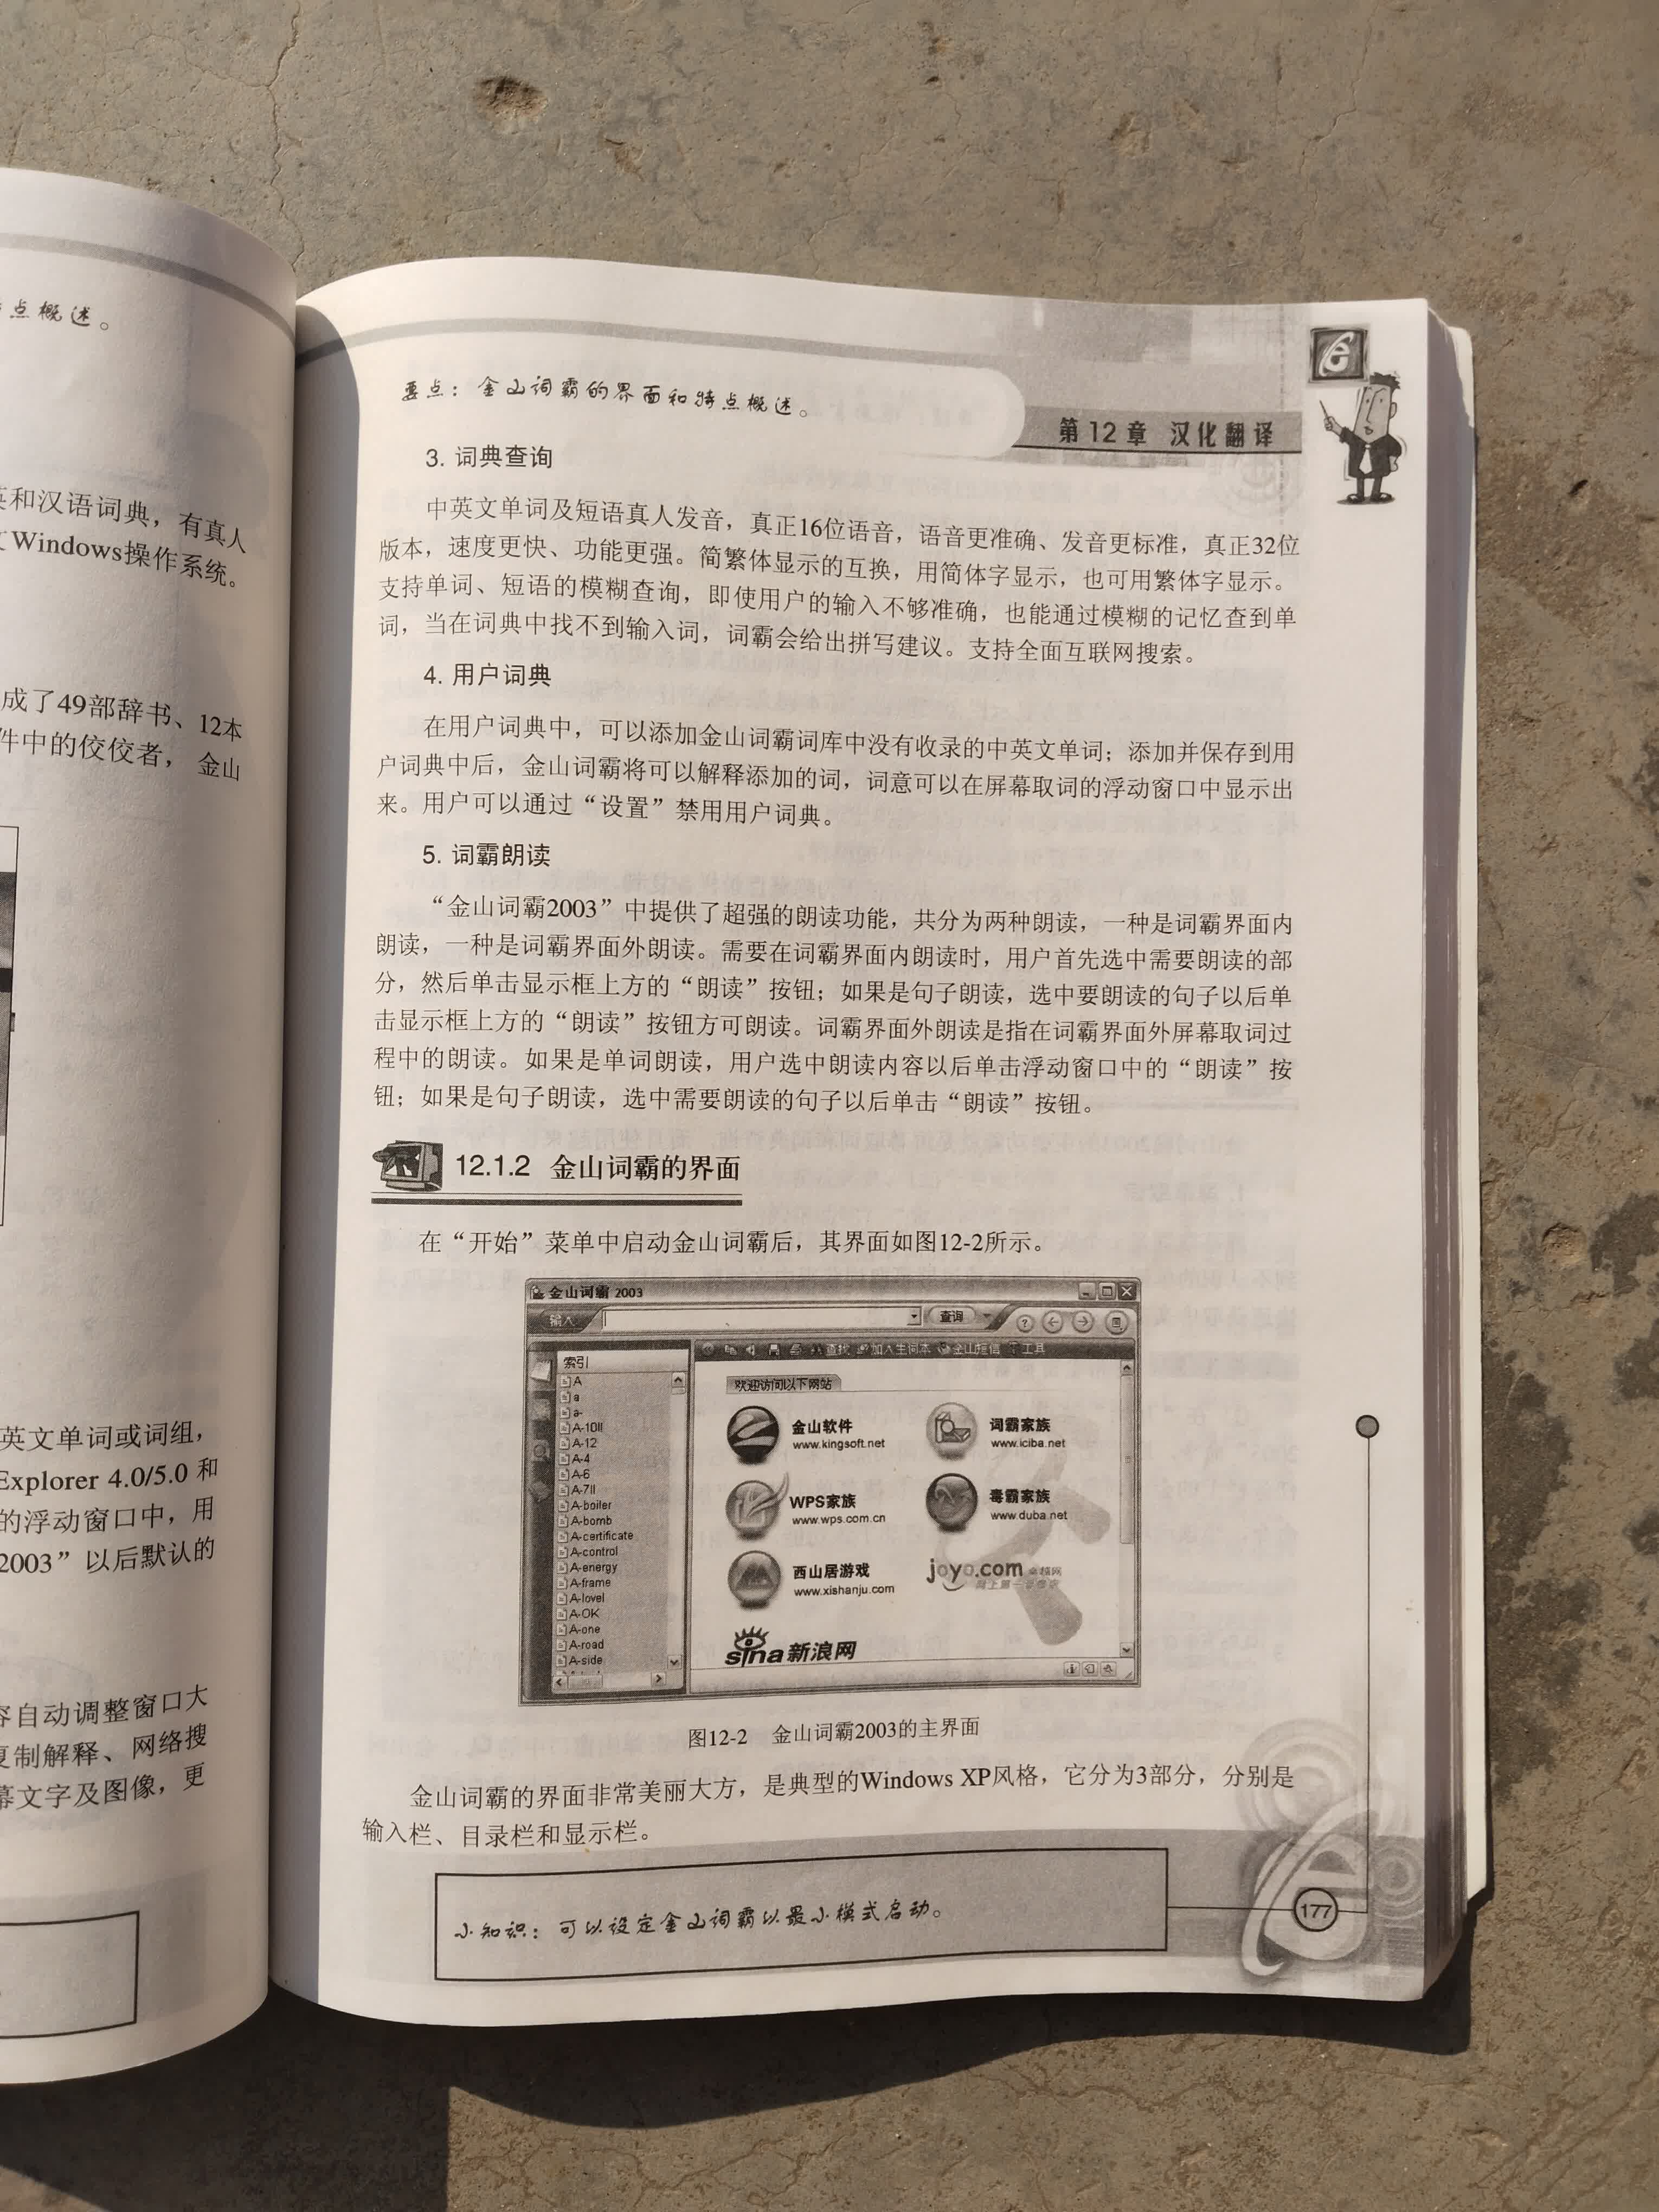 点概述。
英和汉语词典，有真人
Windows操作系统。
成了49部辞书、12本
件中的佼佼者，金山
英文单词或词组，
Explorer 4.0/5.0 和
的浮动窗口中，用
2003”以后默认的
容自动调整窗口大
复制解释、网络搜
幕文字及图像，更
要点：金山词霸的界面和特点概述。
第12章 汉化翻译
3. 词典查询
中英文单词及短语真人发音，真正16位语音，语音更准确、发音更标准，真正32位
版本，速度更快、功能更强。简繁体显示的互换，用简体字显示，也可用繁体字显示。
支持单词、短语的模糊查询，即使用户的输入不够准确，也能通过模糊的记忆查到单
词，当在词典中找不到输入词，词霸会给出拼写建议。支持全面互联网搜索。
4. 用户词典
在用户词典中，可以添加金山词霸词库中没有收录的中英文单词；添加并保存到用
户词典中后，金山词霸将可以解释添加的词，词意可以在屏幕取词的浮动窗口中显示出
来。用户可以通过“设置”禁用用户词典。
5. 词霸朗读
“金山词霸2003”中提供了超强的朗读功能，共分为两种朗读，一种是词霸界面内
朗读，一种是词霸界面外朗读。需要在词霸界面内朗读时，用户首先选中需要朗读的部
分，然后单击显示框上方的“朗读”按钮；如果是句子朗读，选中要朗读的句子以后单
击显示框上方的“朗读”按钮方可朗读。词霸界面外朗读是指在词霸界面外屏幕取词过
程中的朗读。如果是单词朗读，用户选中朗读内容以后单击浮动窗口中的“朗读”按
钮；如果是句子朗读，选中需要朗读的句子以后单击“朗读”按钮。
12.1.2 金山词霸的界面
在“开始”菜单中启动金山词霸后，其界面如图12-2所示。
金山词霸 2003
输入 查询
查找 加入生词本 金山短信 工具
索引
A
a
a-
A-10II
A-12
A-4
A-6
A-7II
A-boiler
A-bomb
A-certificate
A-control
A-energy
A-frame
A-level
A-OK
A-one
A-road
A-side
欢迎访问以下网站
金山软件
www.kingsoft.net
词霸家族
www.iciba.net
WPS家族
www.wps.com.cn
毒霸家族
www.duba.net
西山居游戏
www.xishanju.com
joyo.com 卓越网
sina新浪网
图12-2 金山词霸2003的主界面
金山词霸的界面非常美丽大方，是典型的Windows XP风格，它分为3部分，分别是
输入栏、目录栏和显示栏。
小知识：可以设定金山词霸以最小模式启动。
177